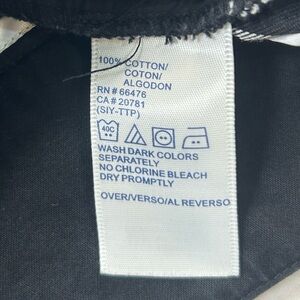 100% COTTON/
COTON/
ALGODON
RN # 66476
CA # 20781
(SIY-TTP)
40C
WASH DARK COLORS
SEPARATELY
NO CHLORINE BLEACH
DRY PROMPTLY
OVER/VERSO/AL REVERSO